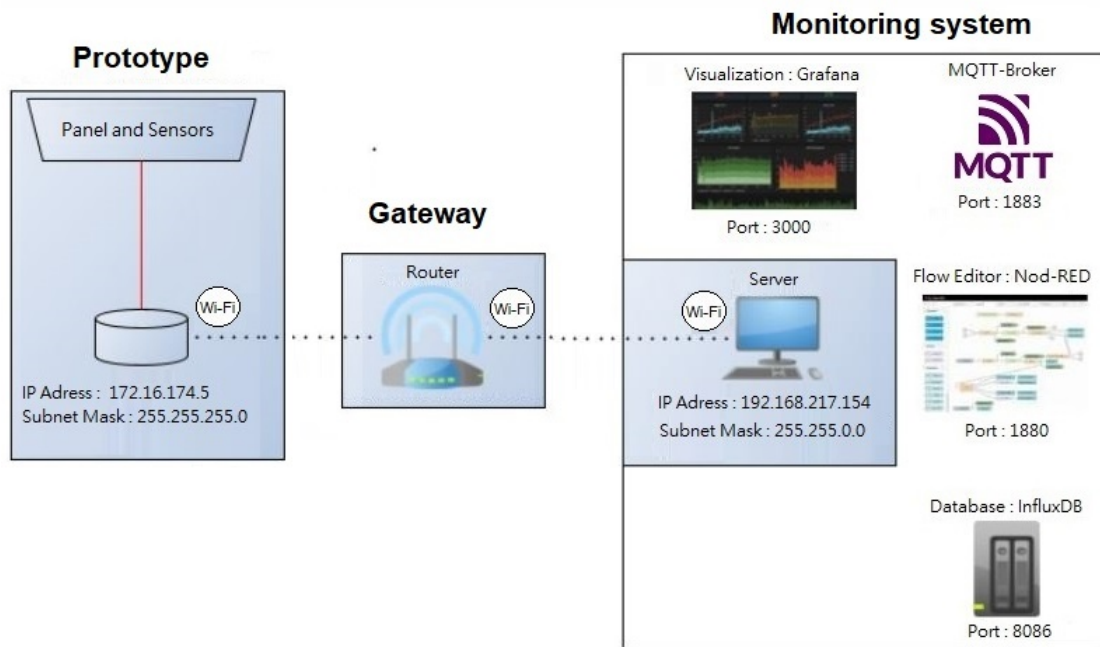 Monitoring system
Prototype
Visualization : Grafana
MQTT-Broker
Panel and Sensors
MQTT
Port : 1883
Port : 3000
Gateway
Router
Server
Flow Editor : Nod-RED
Wi-Fi
Wi-Fi
Wi-Fi
IP Adress : 172.16.174.5
Subnet Mask : 255.255.255.0
IP Adress : 192.168.217.154
Subnet Mask : 255.255.0.0
Port : 1880
Database : InfluxDB
Port : 8086